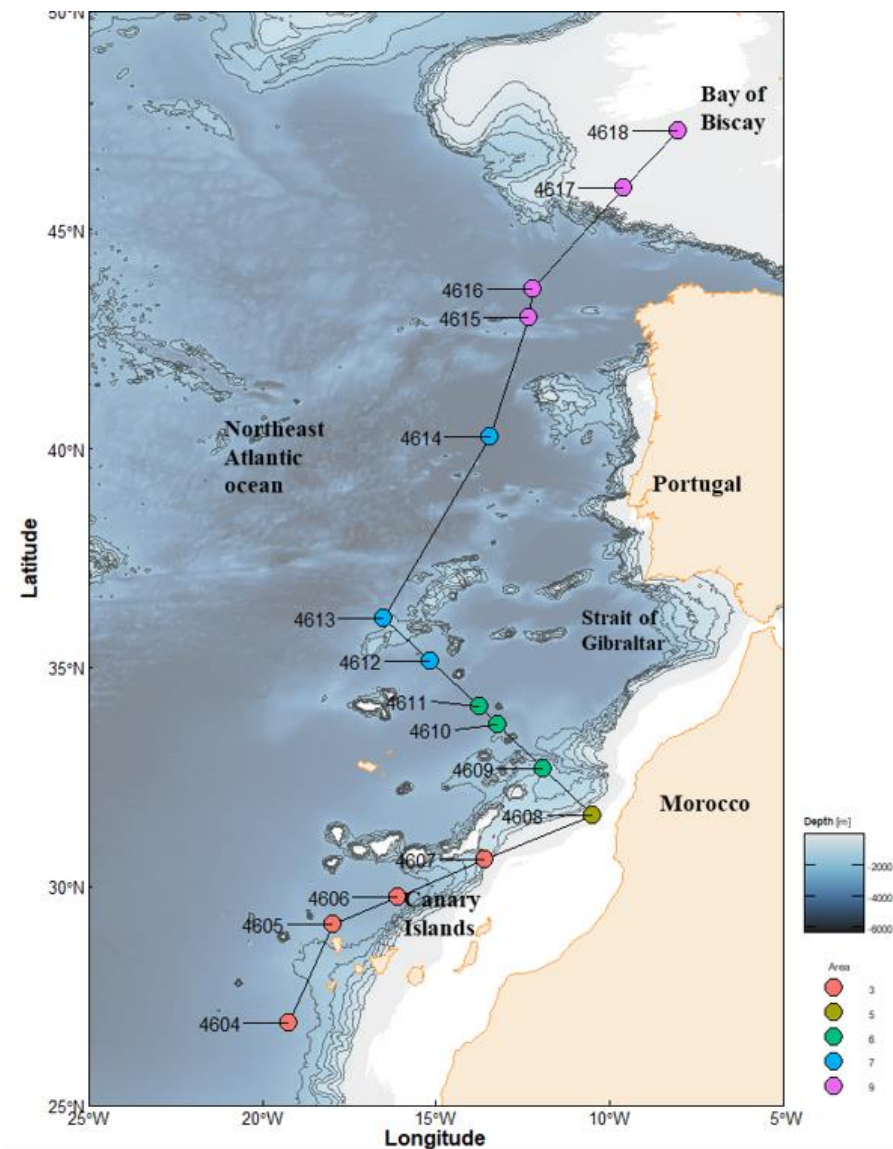 50°N
Bay of
Biscay
4618
4617
45°N
4616
4615
Northeast
Atlantic
ocean
4614
40°N
Portugal
Latitude
4613
Strait of
Gibraltar
4612
35°N
4611
4610
4609
Morocco
4608
Depth [m]
-2000
-4000
-6000
4607
30°N
4606
Canary
Islands
4605
Area
3
5
6
7
9
4604
25°N
25°W
20°W
15°W
10°W
5°W
Longitude